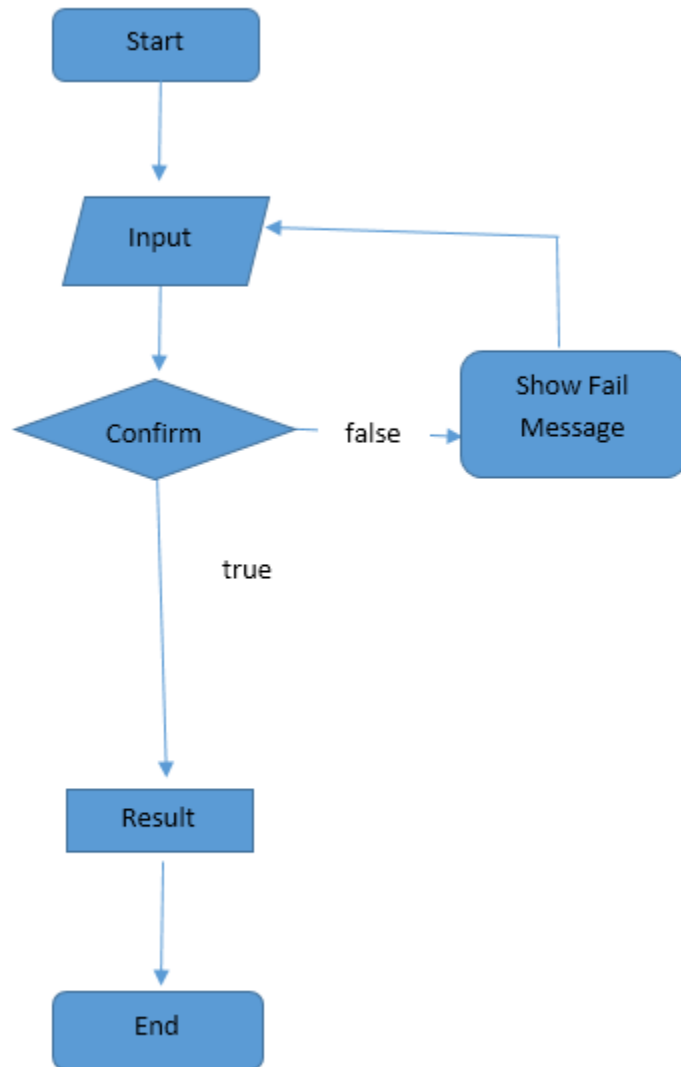 Start
Input
Confirm
false
Show Fail
Message
true
Result
End